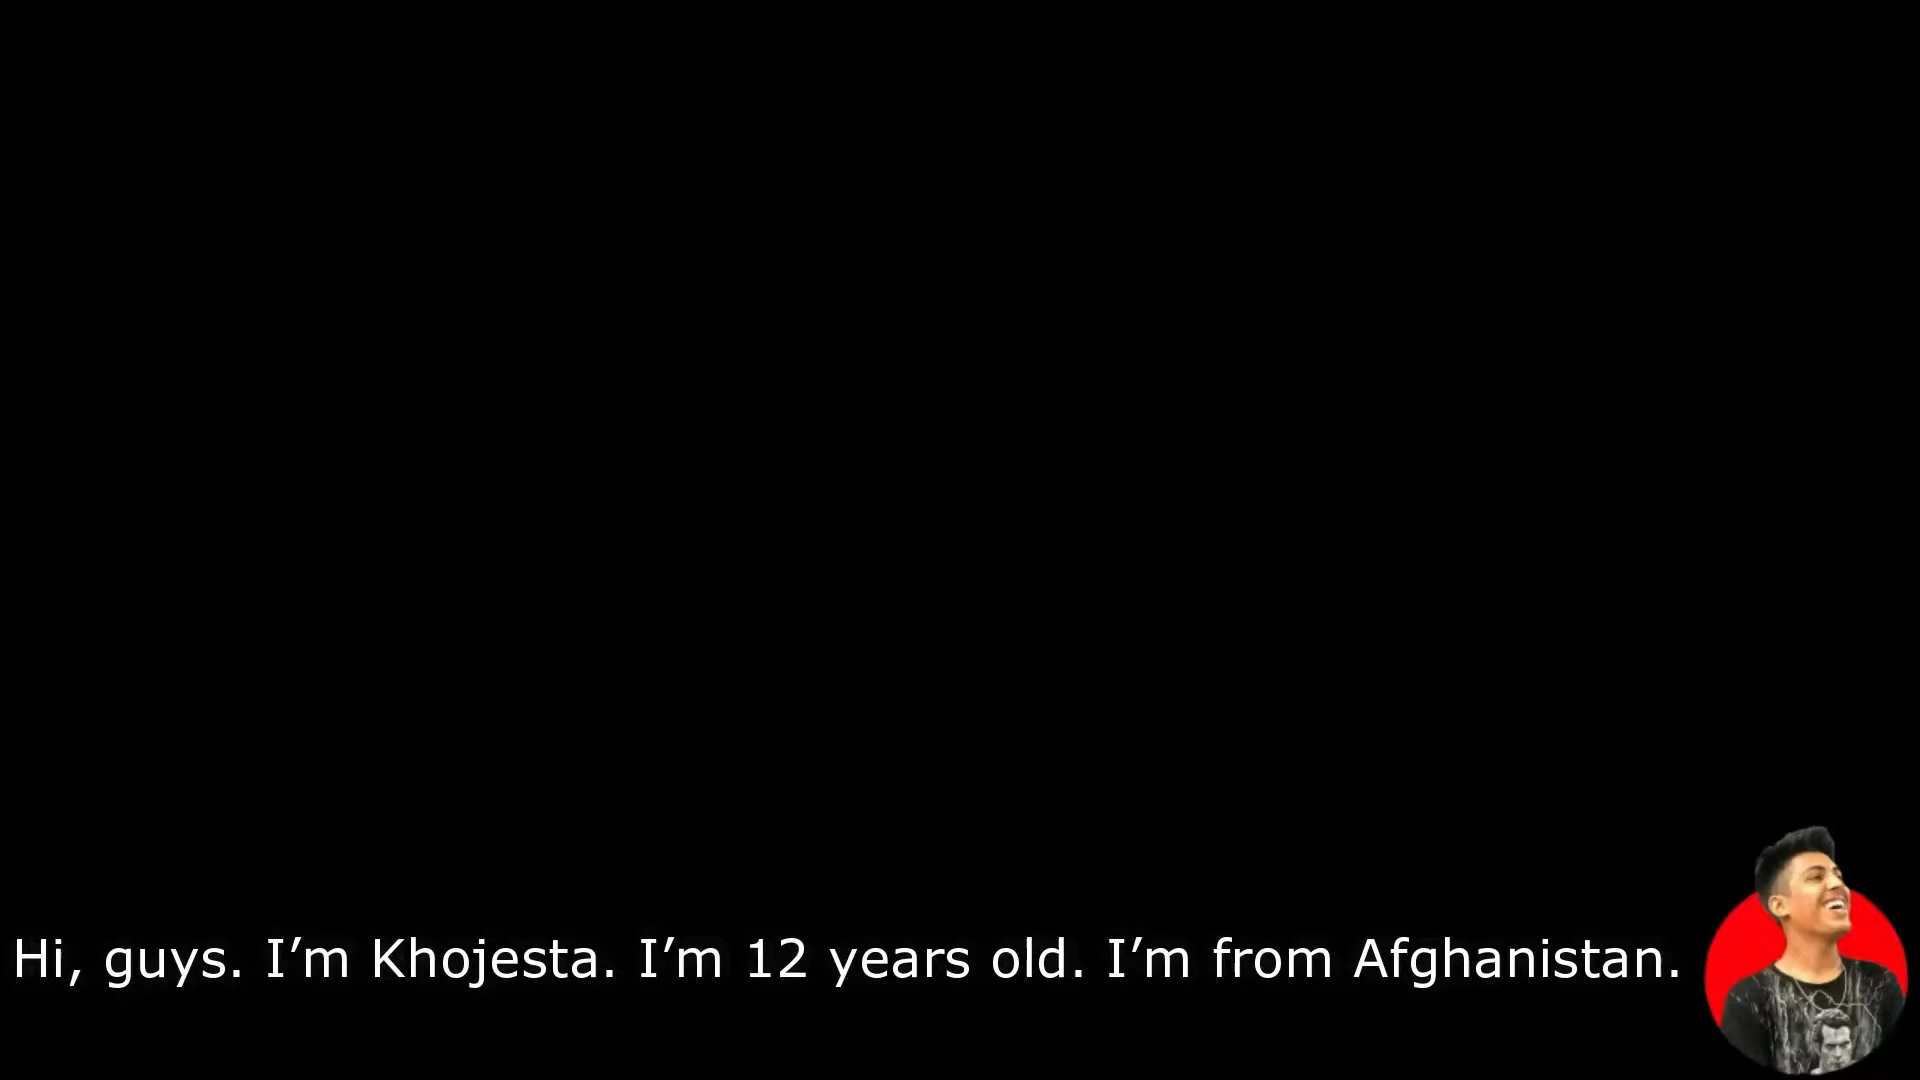 Hi, guys. I’m Khojesta. I’m 12 years old. I’m from Afghanistan.